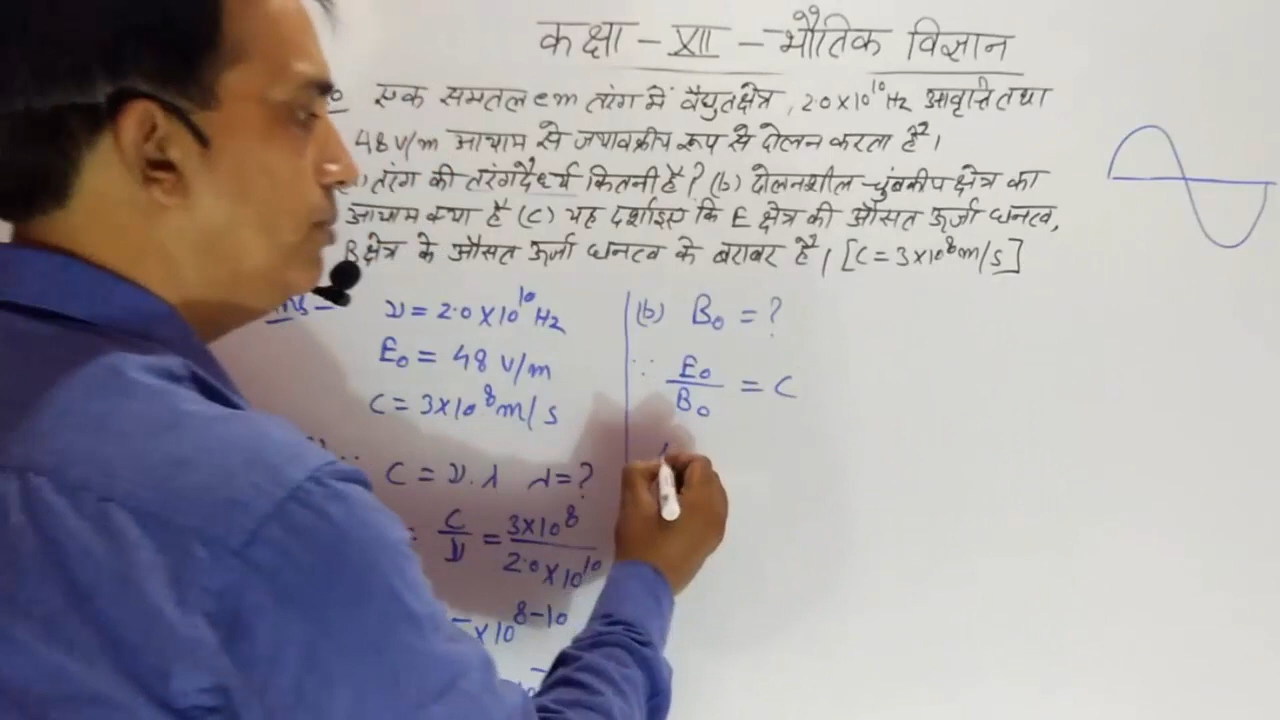 कक्षा - XII - भौतिक विज्ञान
एक समतल em तरंग में वैद्युतक्षेत्र, 2.0×10¹⁰ Hz आवृत्ति तथा
48 V/m आयाम से ज्यावक्रीय रूप से दोलन करता है।
तरंग की तरंगदैर्ध्य कितनी है? (b) दोलनशील चुंबकीय क्षेत्र का
आयाम क्या है (c) यह दर्शाइए कि E क्षेत्र की औसत ऊर्जा घनत्व,
B क्षेत्र के औसत ऊर्जा घनत्व के बराबर है। [C = 3×10⁸ m/s]
Ans -
ν = 2.0 × 10¹⁰ Hz
E₀ = 48 V/m
C = 3×10⁸ m/s
∵ C = ν.λ λ = ?
= C/ν = 3×10⁸/2.0×10¹⁰
×10⁸⁻¹⁰
(b) B₀ = ?
∵ E₀/B₀ = C